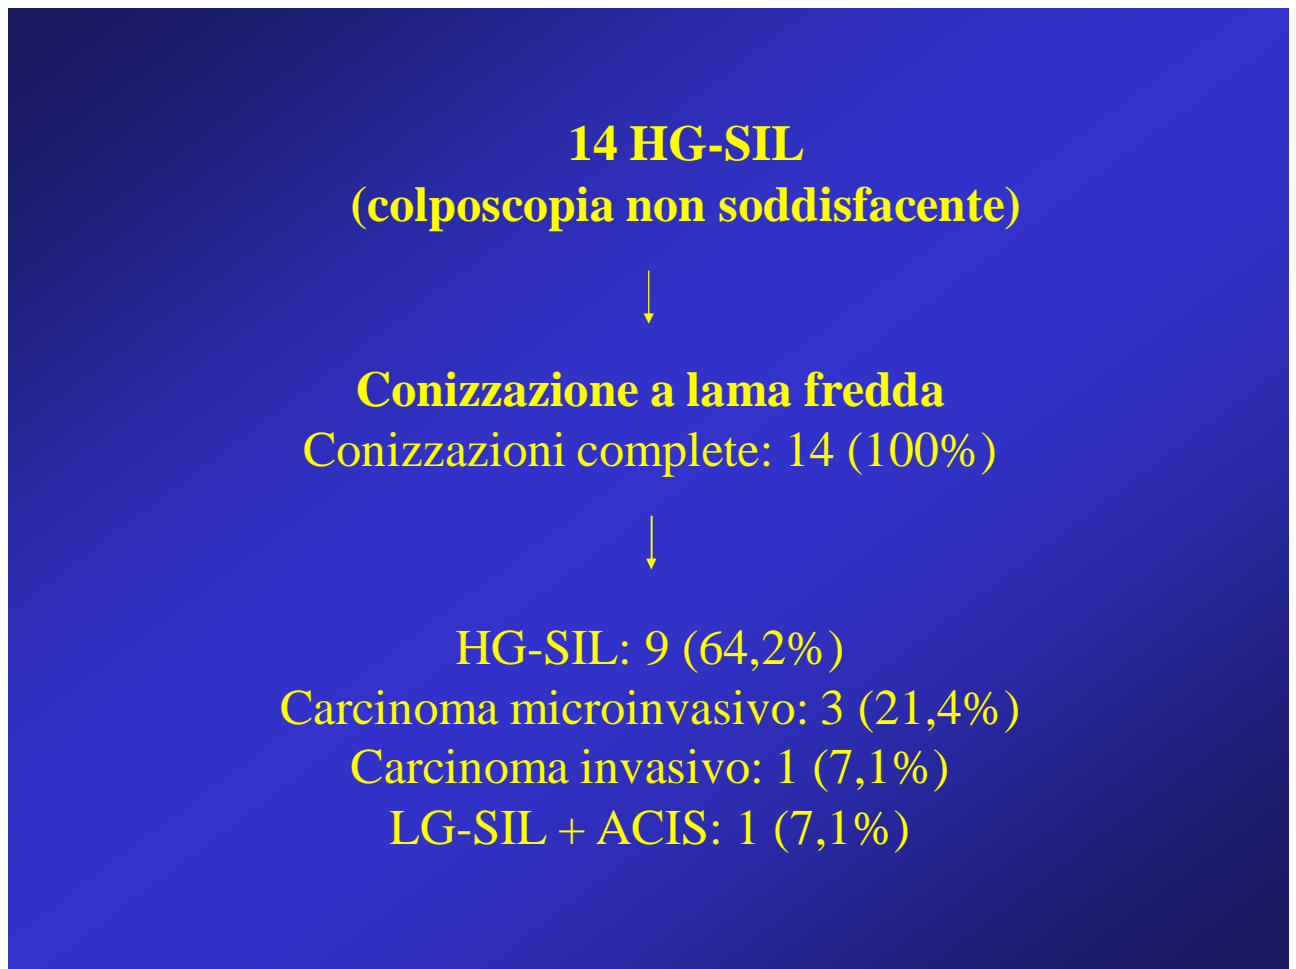 14 HG-SIL
(colposcopia non soddisfacente)
Conizzazione a lama fredda
Conizzazioni complete: 14 (100%)
HG-SIL: 9 (64,2%)
Carcinoma microinvasivo: 3 (21,4%)
Carcinoma invasivo: 1 (7,1%)
LG-SIL + ACIS: 1 (7,1%)